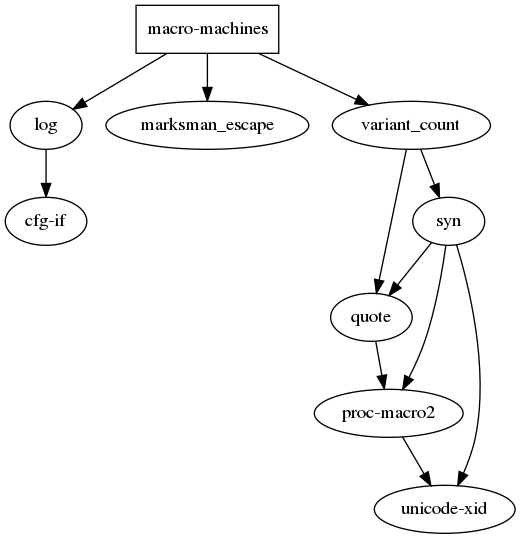 macro-machines
log
marksman_escape
variant_count
cfg-if
syn
quote
proc-macro2
unicode-xid